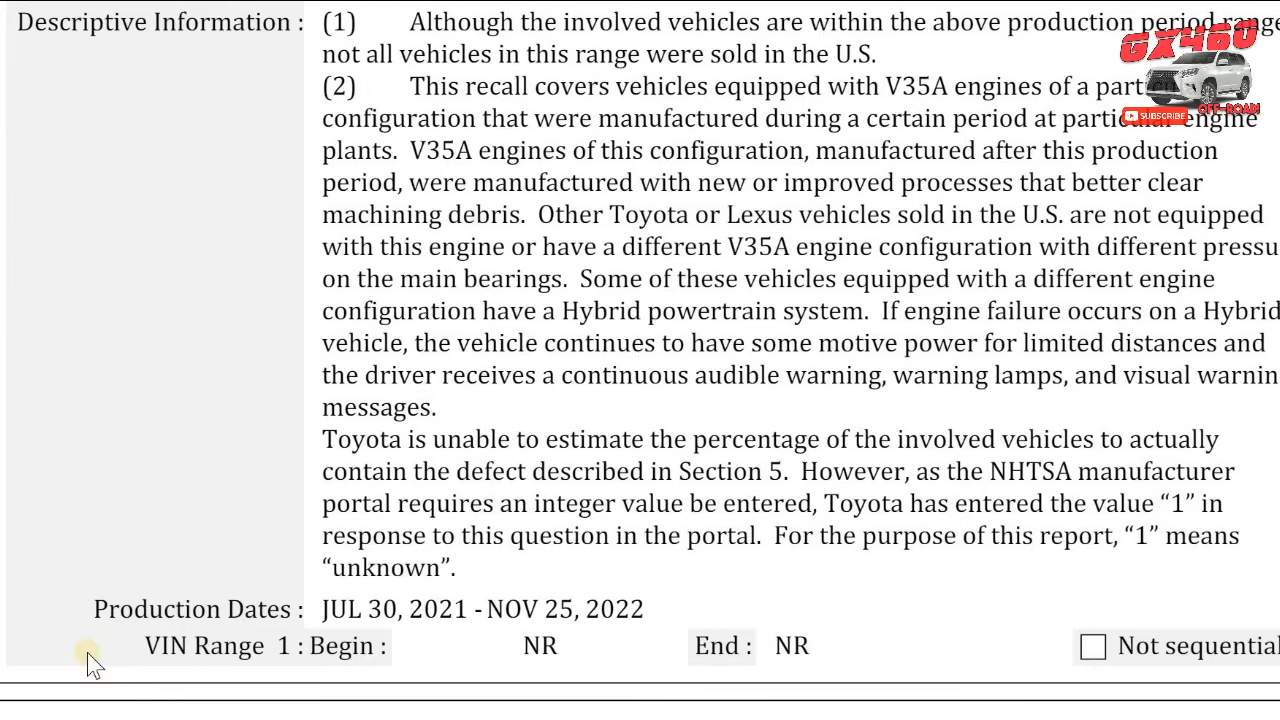 Descriptive Information : (1) Although the involved vehicles are within the above production period range
not all vehicles in this range were sold in the U.S.
(2) This recall covers vehicles equipped with V35A engines of a
configuration that were manufactured during a certain period at particular engine
plants. V35A engines of this configuration, manufactured after this production
period, were manufactured with new or improved processes that better clear
machining debris. Other Toyota or Lexus vehicles sold in the U.S. are not equipped
with this engine or have a different V35A engine configuration with different
on the main bearings. Some of these vehicles equipped with a different engine
configuration have a Hybrid powertrain system. If engine failure occurs on a Hybrid
vehicle, the vehicle continues to have some motive power for limited distances and
the driver receives a continuous audible warning, warning lamps, and visual
messages.
Toyota is unable to estimate the percentage of the involved vehicles to actually
contain the defect described in Section 5. However, as the NHTSA manufacturer
portal requires an integer value be entered, Toyota has entered the value “1” in
response to this question in the portal. For the purpose of this report, “1” means
“unknown”.
Production Dates : JUL 30, 2021 - NOV 25, 2022
VIN Range 1 : Begin : NR End : NR Not sequential
GX460
SUBSCRIBE
OFF-ROAD